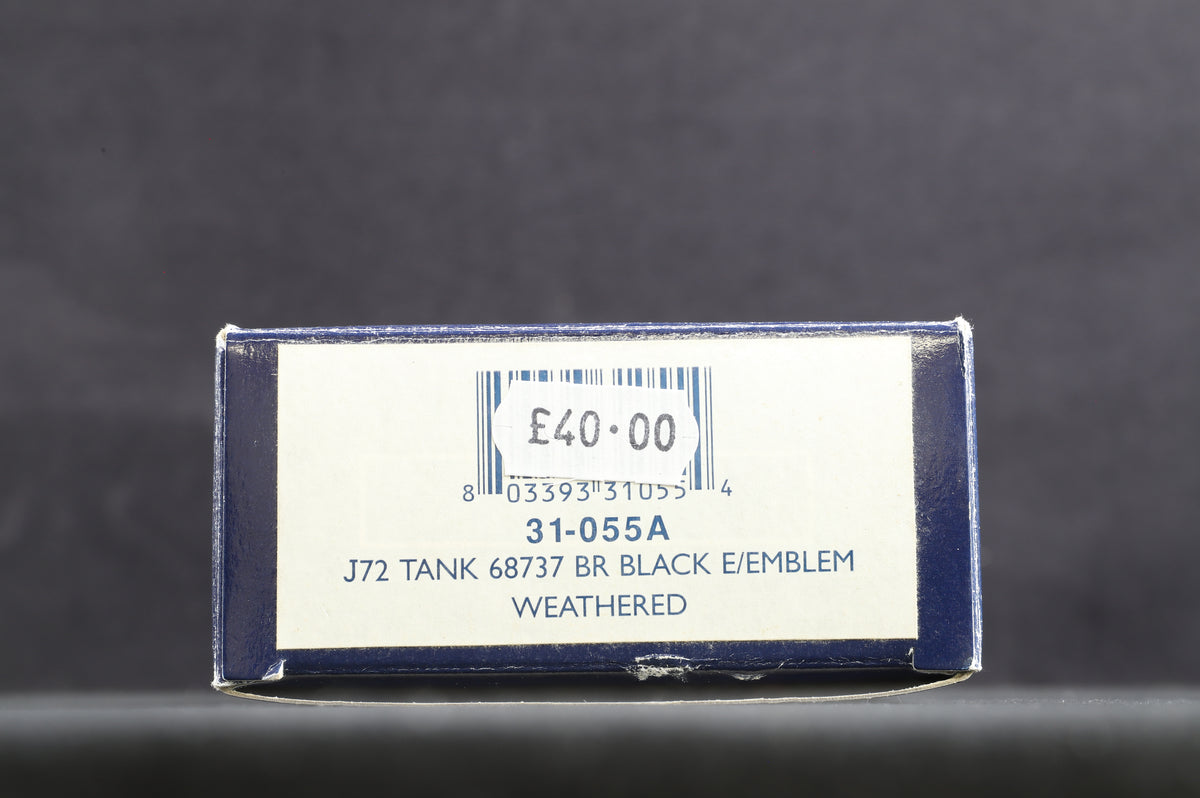 £40.00
8 03393 31055 4
31-055A
J72 TANK 68737 BR BLACK E/EMBLEM
WEATHERED